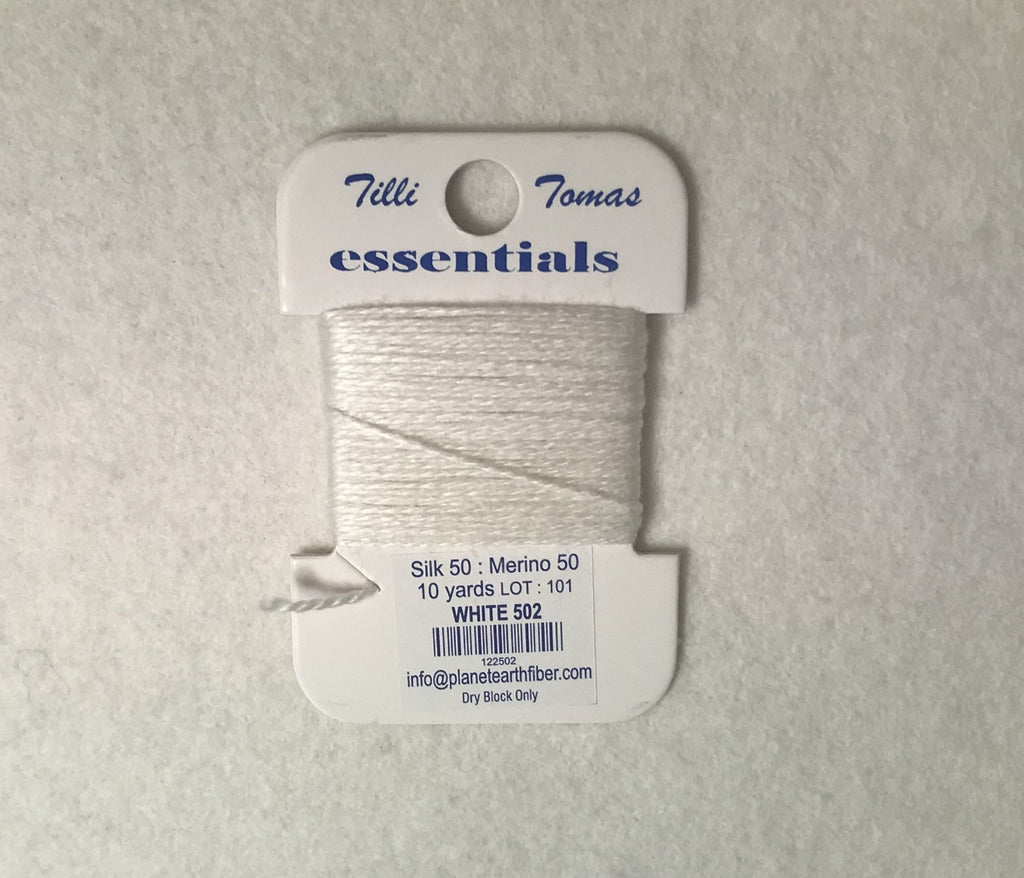 Tilli Tomas
essentials
Silk 50 : Merino 50
10 yards LOT : 101
WHITE 502
122502
info@planetearthfiber.com
Dry Block Only